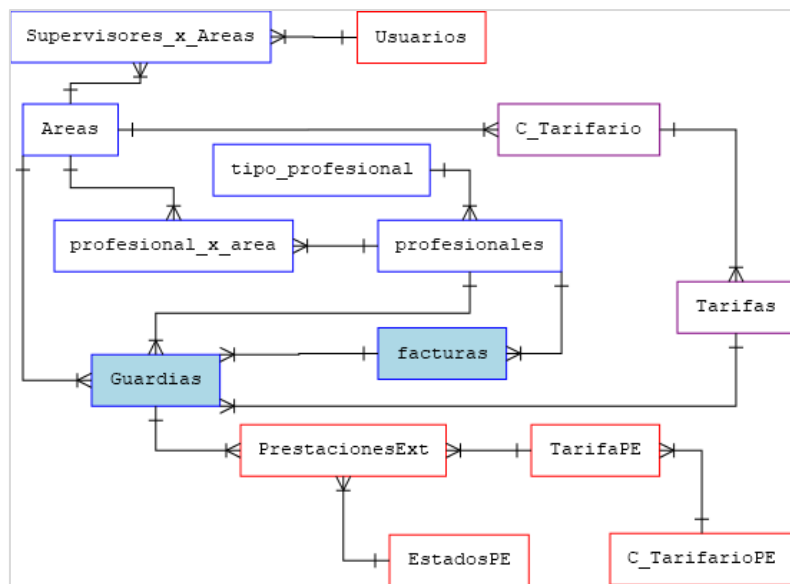 Supervisores_x_Areas
Usuarios
Areas
C_Tarifario
tipo_profesional
profesional_x_area
profesionales
Tarifas
facturas
Guardias
PrestacionesExt
TarifaPE
EstadosPE
C_TarifarioPE